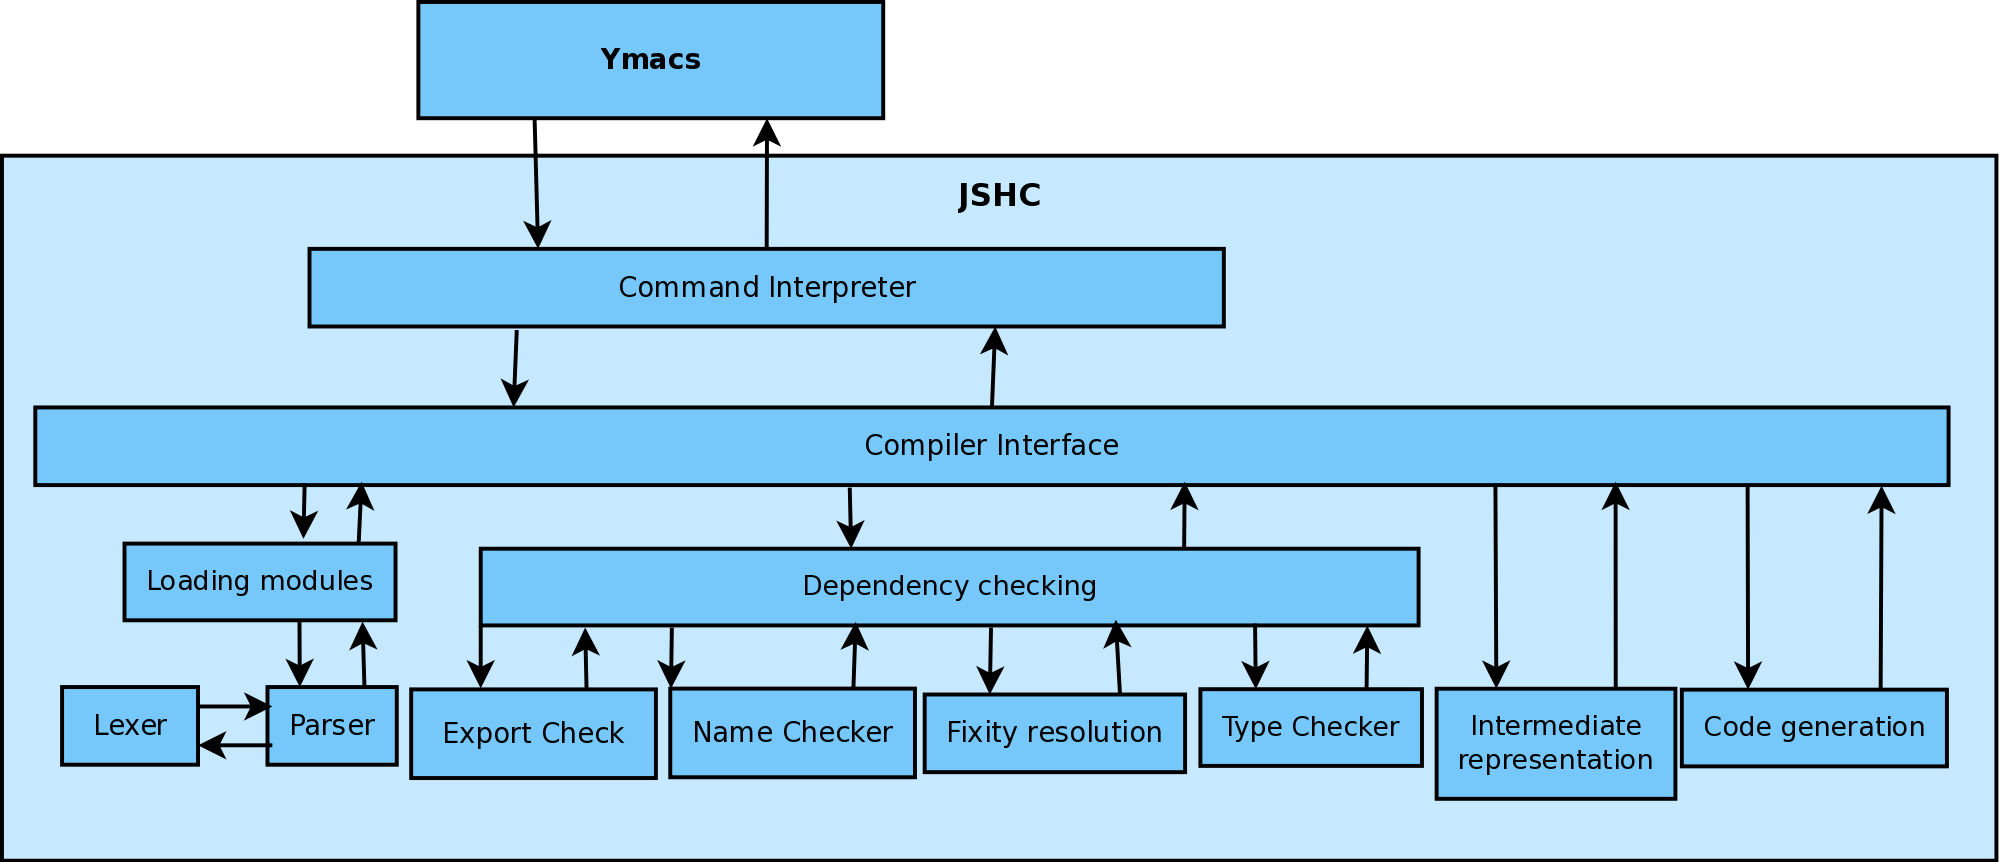 Ymacs
JSHC
Command Interpreter
Compiler Interface
Loading modules
Dependency checking
Lexer
Parser
Export Check
Name Checker
Fixity resolution
Type Checker
Intermediate
representation
Code generation